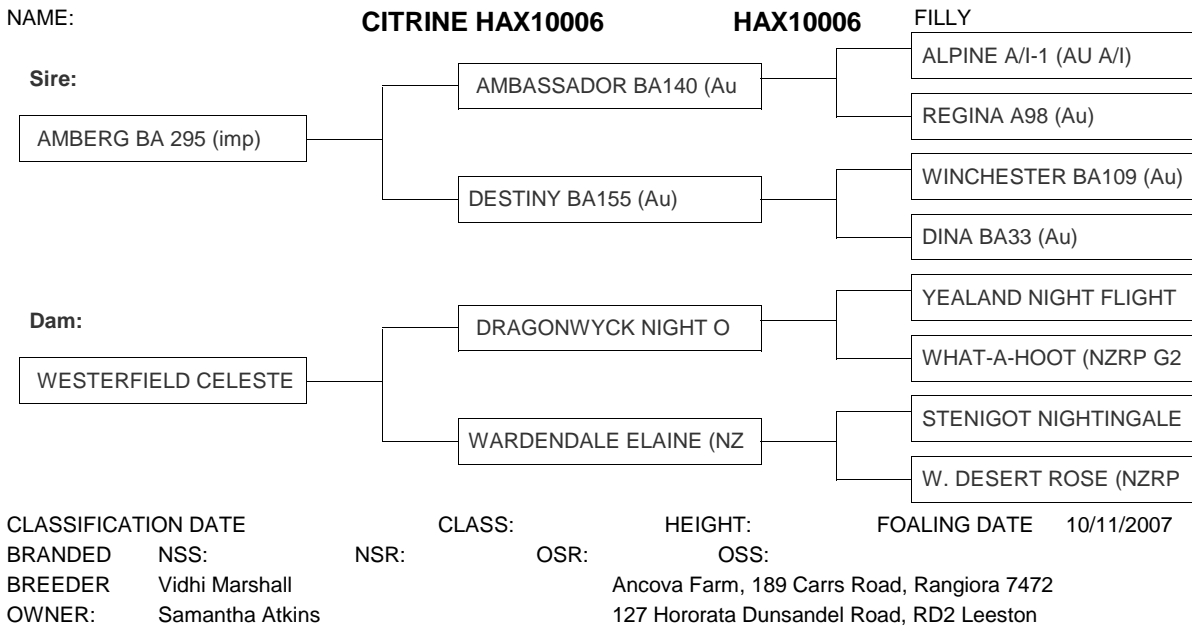 NAME: CITRINE HAX10006 HAX10006 FILLY
ALPINE A/I-1 (AU A/I)
Sire:
AMBASSADOR BA140 (Au
REGINA A98 (Au)
AMBERG BA 295 (imp)
WINCHESTER BA109 (Au)
DESTINY BA155 (Au)
DINA BA33 (Au)
YEALAND NIGHT FLIGHT
Dam:
DRAGONWYCK NIGHT O
WHAT-A-HOOT (NZRP G2
WESTERFIELD CELESTE
STENIGOT NIGHTINGALE
WARDENDALE ELAINE (NZ
W. DESERT ROSE (NZRP
CLASSIFICATION DATE CLASS: HEIGHT: FOALING DATE 10/11/2007
BRANDED NSS: NSR: OSR: OSS:
BREEDER Vidhi Marshall Ancova Farm, 189 Carrs Road, Rangiora 7472
OWNER: Samantha Atkins 127 Hororata Dunsandel Road, RD2 Leeston